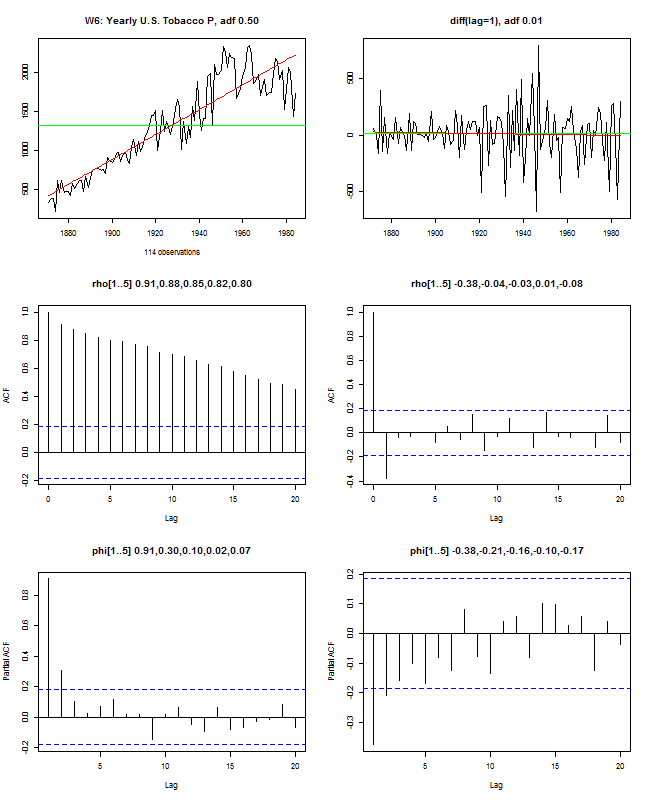 W6: Yearly U.S. Tobacco P, adf 0.50
500 1000 1500 2000
1880 1900 1920 1940 1960 1980
114 observations
diff(lag=1), adf 0.01
-500 0 500
1880 1900 1920 1940 1960 1980
rho[1..5] 0.91,0.88,0.85,0.82,0.80
ACF
-0.2 0.0 0.2 0.4 0.6 0.8 1.0
0 5 10 15 20
Lag
rho[1..5] -0.38,-0.04,-0.03,0.01,-0.08
ACF
-0.4 -0.2 0.0 0.2 0.4 0.6 0.8 1.0
0 5 10 15 20
Lag
phi[1..5] 0.91,0.30,0.10,0.02,0.07
Partial ACF
-0.2 0.0 0.2 0.4 0.6 0.8
5 10 15 20
Lag
phi[1..5] -0.38,-0.21,-0.16,-0.10,-0.17
Partial ACF
-0.3 -0.2 -0.1 0.0 0.1 0.2
5 10 15 20
Lag